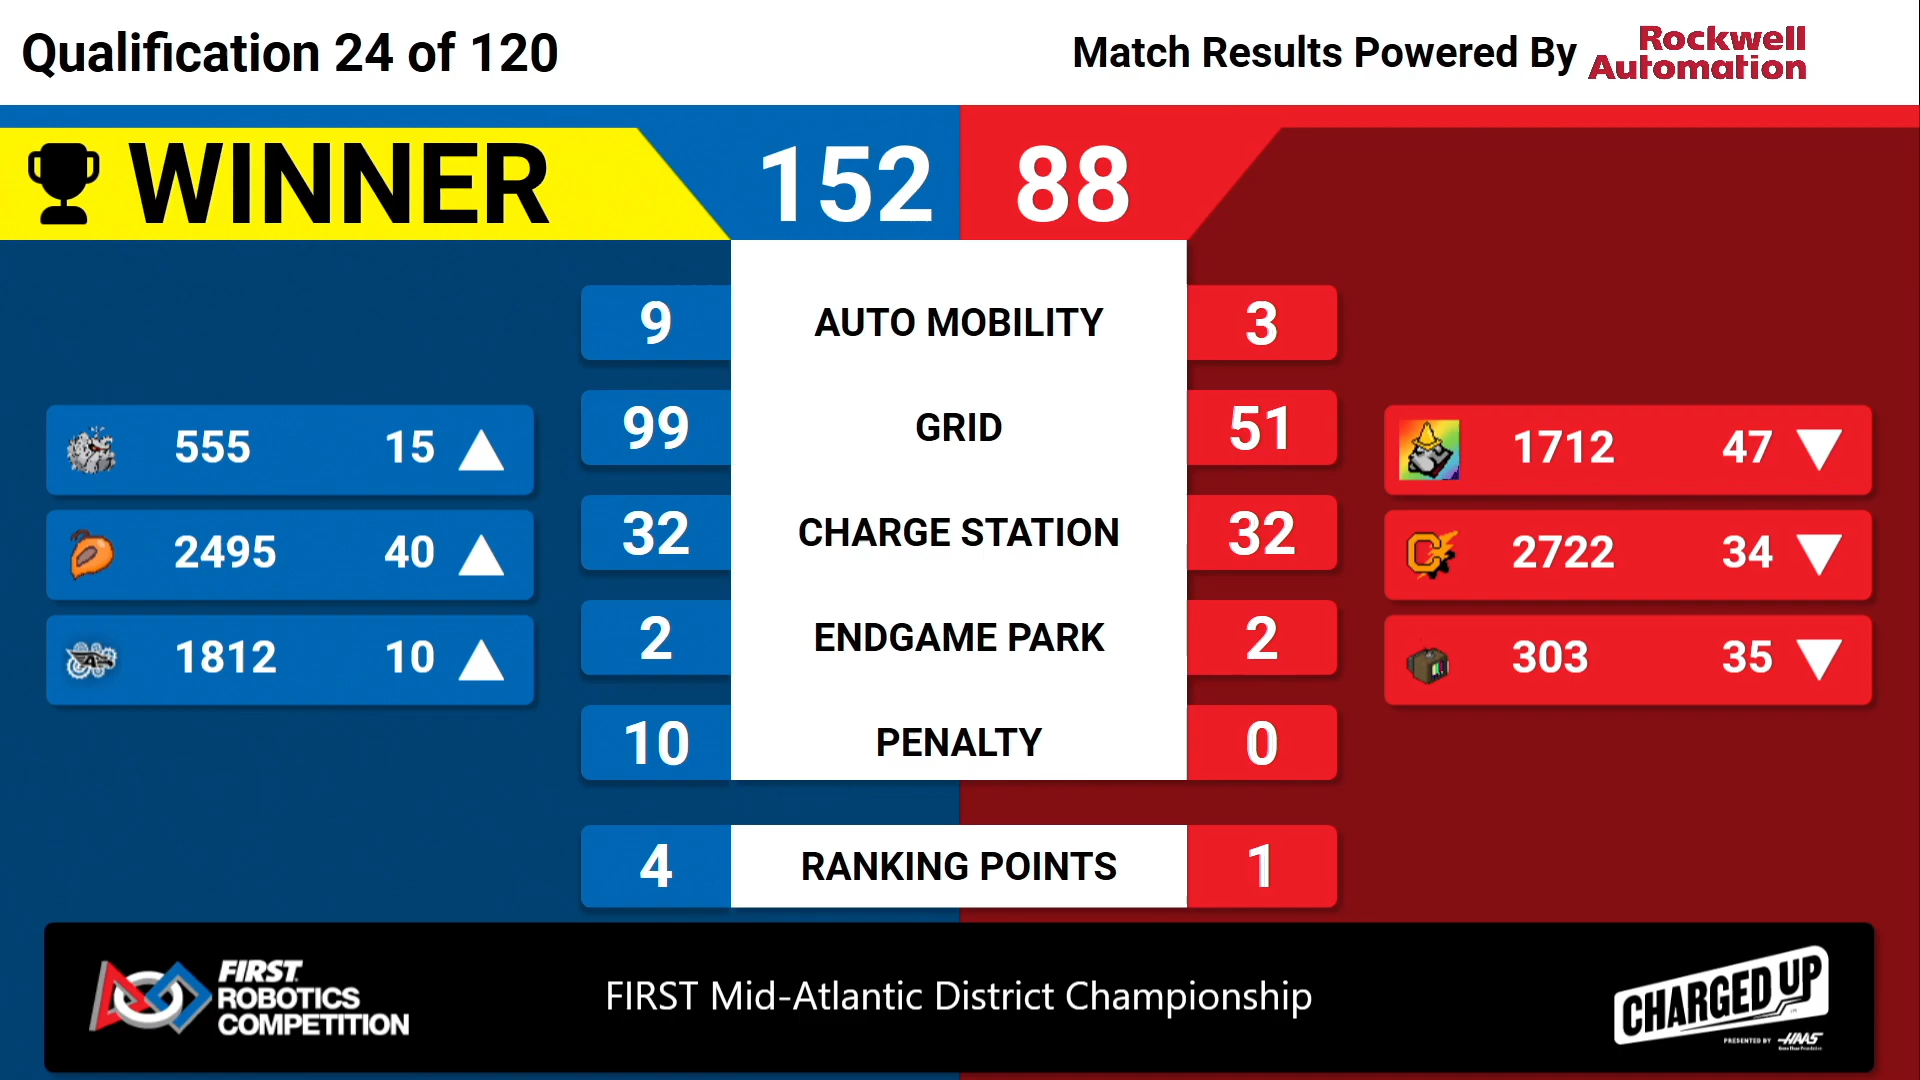 Qualification 24 of 120
Match Results Powered By Rockwell Automation
WINNER 152 88
9 AUTO MOBILITY 3
99 GRID 51
555 15 1712 47
32 CHARGE STATION 32
2495 40 2722 34
2 ENDGAME PARK 2
1812 10 303 35
10 PENALTY 0
4 RANKING POINTS 1
FIRST
ROBOTICS
COMPETITION
FIRST Mid-Atlantic District Championship
CHARGED UP
PRESENTED BY HAAS